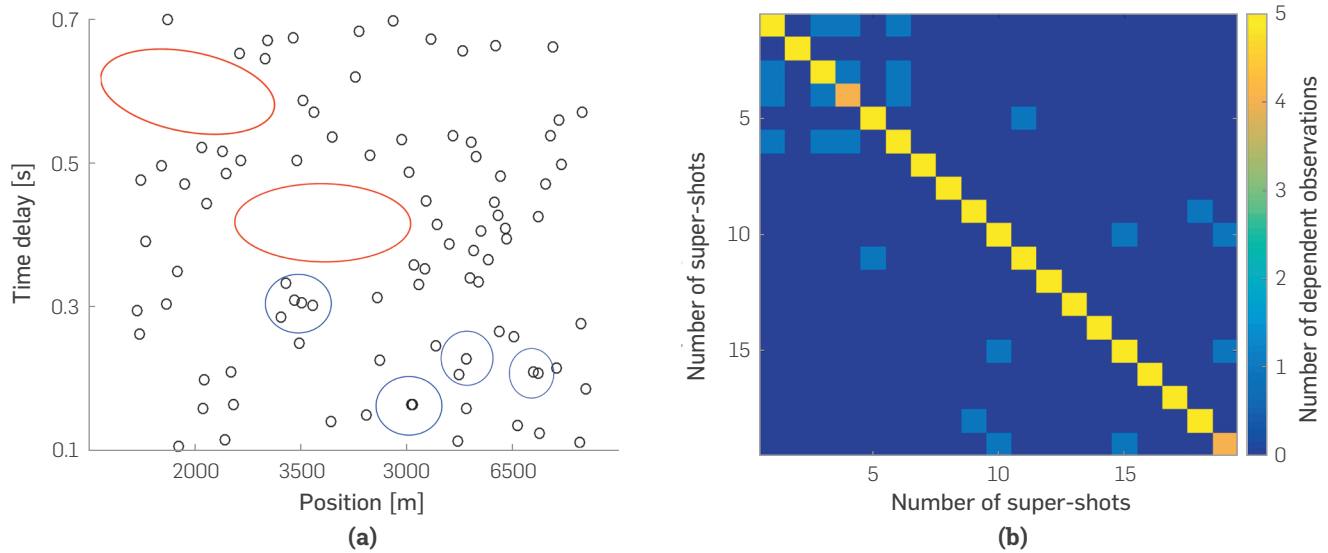 0.7
0.5
0.3
0.1
Time delay [s]
2000 3500 3000 6500
Position [m]
(a)
5
10
15
Number of super-shots
5 10 15
Number of super-shots
(b)
5
4
3
2
1
0
Number of dependent observations